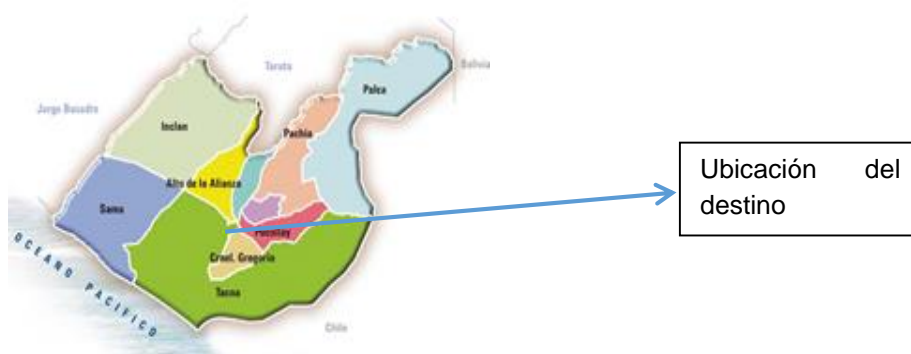 Tarata
Bolivia
Palca
Jorge Basadre
Inclan
Pachia
Alto de la Alianza
Sama
Pocollay
Crnel. Gregorio
Tacna
OCEANO PACIFICO
Chile
Ubicación del
destino